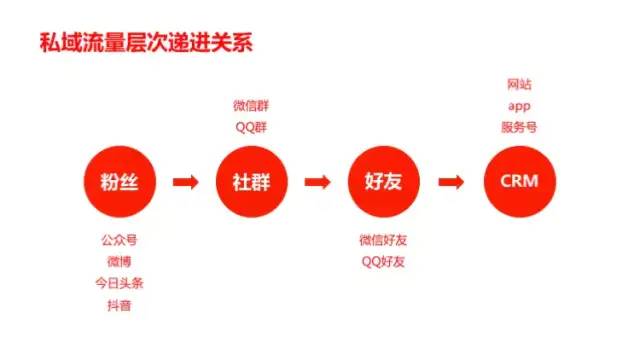 私域流量层次递进关系
粉丝
公众号
微博
今日头条
抖音
微信群
QQ群
社群
好友
微信好友
QQ好友
网站
app
服务号
CRM